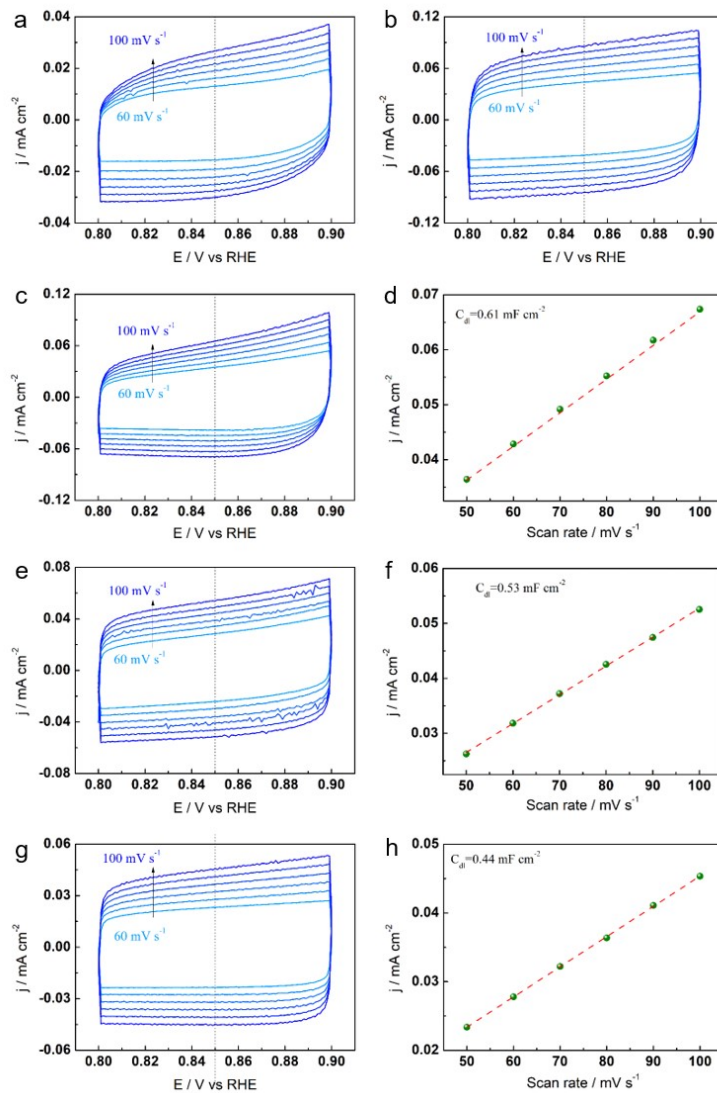 a
b
0.04
0.02
0.00
-0.02
-0.04
j / mA cm⁻²
100 mV s⁻¹
60 mV s⁻¹
0.80 0.82 0.84 0.86 0.88 0.90
E / V vs RHE
0.12
0.06
0.00
-0.06
-0.12
j / mA cm⁻²
100 mV s⁻¹
60 mV s⁻¹
0.80 0.82 0.84 0.86 0.88 0.90
E / V vs RHE
c
d
0.12
0.06
0.00
-0.06
-0.12
j / mA cm⁻²
100 mV s⁻¹
60 mV s⁻¹
0.80 0.82 0.84 0.86 0.88 0.90
E / V vs RHE
0.07
0.06
0.05
0.04
j / mA cm⁻²
C_dl=0.61 mF cm⁻²
50 60 70 80 90 100
Scan rate / mV s⁻¹
e
f
0.08
0.04
0.00
-0.04
-0.08
j / mA cm⁻²
100 mV s⁻¹
60 mV s⁻¹
0.80 0.82 0.84 0.86 0.88 0.90
E / V vs RHE
0.06
0.05
0.04
0.03
j / mA cm⁻²
C_dl=0.53 mF cm⁻²
50 60 70 80 90 100
Scan rate / mV s⁻¹
g
h
0.06
0.03
0.00
-0.03
-0.06
j / mA cm⁻²
100 mV s⁻¹
60 mV s⁻¹
0.80 0.82 0.84 0.86 0.88 0.90
E / V vs RHE
0.05
0.04
0.03
0.02
j / mA cm⁻²
C_dl=0.44 mF cm⁻²
50 60 70 80 90 100
Scan rate / mV s⁻¹